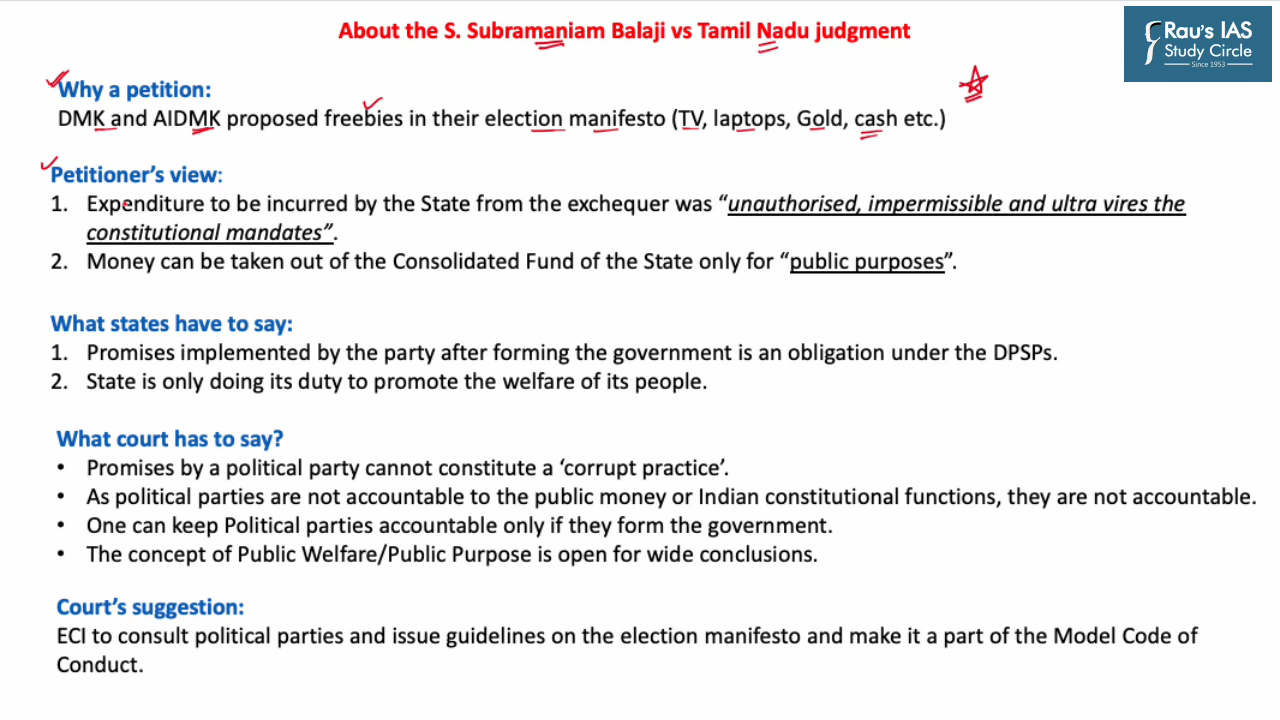 About the S. Subramaniam Balaji vs Tamil Nadu judgment
Rau's IAS
Study Circle
Since 1953
Why a petition:
DMK and AIDMK proposed freebies in their election manifesto (TV, laptops, Gold, cash etc.)
Petitioner's view:
1. Expenditure to be incurred by the State from the exchequer was “unauthorised, impermissible and ultra vires the
constitutional mandates”.
2. Money can be taken out of the Consolidated Fund of the State only for “public purposes”.
What states have to say:
1. Promises implemented by the party after forming the government is an obligation under the DPSPs.
2. State is only doing its duty to promote the welfare of its people.
What court has to say?
• Promises by a political party cannot constitute a ‘corrupt practice’.
• As political parties are not accountable to the public money or Indian constitutional functions, they are not accountable.
• One can keep Political parties accountable only if they form the government.
• The concept of Public Welfare/Public Purpose is open for wide conclusions.
Court's suggestion:
ECI to consult political parties and issue guidelines on the election manifesto and make it a part of the Model Code of
Conduct.